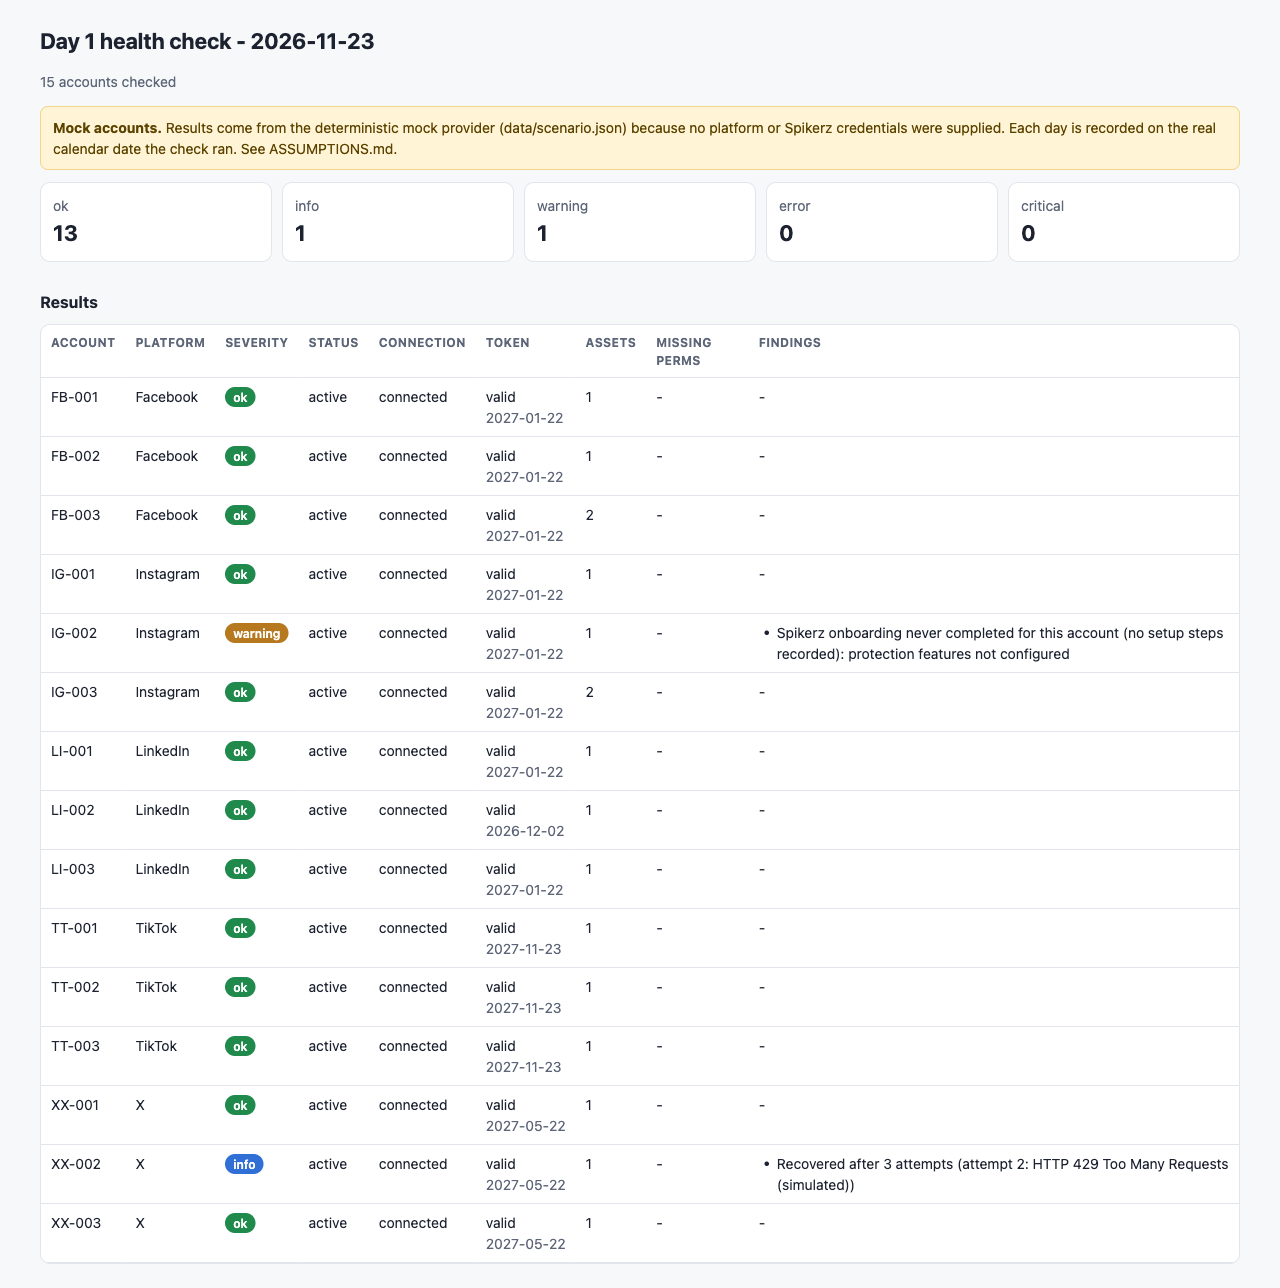 Day 1 health check - 2026-11-23
15 accounts checked
Mock accounts. Results come from the deterministic mock provider (data/scenario.json) because no platform or Spikerz credentials were supplied. Each day is recorded on the real
calendar date the check ran. See ASSUMPTIONS.md.
ok info warning error critical
13 1 1 0 0
Results
ACCOUNT PLATFORM SEVERITY STATUS CONNECTION TOKEN ASSETS MISSING PERMS FINDINGS
FB-001 Facebook ok active connected valid 1 - -
2027-01-22
FB-002 Facebook ok active connected valid 1 - -
2027-01-22
FB-003 Facebook ok active connected valid 2 - -
2027-01-22
IG-001 Instagram ok active connected valid 1 - -
2027-01-22
IG-002 Instagram warning active connected valid 1 - • Spikerz onboarding never completed for this account (no setup steps
2027-01-22 recorded): protection features not configured
IG-003 Instagram ok active connected valid 2 - -
2027-01-22
LI-001 LinkedIn ok active connected valid 1 - -
2027-01-22
LI-002 LinkedIn ok active connected valid 1 - -
2026-12-02
LI-003 LinkedIn ok active connected valid 1 - -
2027-01-22
TT-001 TikTok ok active connected valid 1 - -
2027-11-23
TT-002 TikTok ok active connected valid 1 - -
2027-11-23
TT-003 TikTok ok active connected valid 1 - -
2027-11-23
XX-001 X ok active connected valid 1 - -
2027-05-22
XX-002 X info active connected valid 1 - • Recovered after 3 attempts (attempt 2: HTTP 429 Too Many Requests
2027-05-22 (simulated))
XX-003 X ok active connected valid 1 - -
2027-05-22